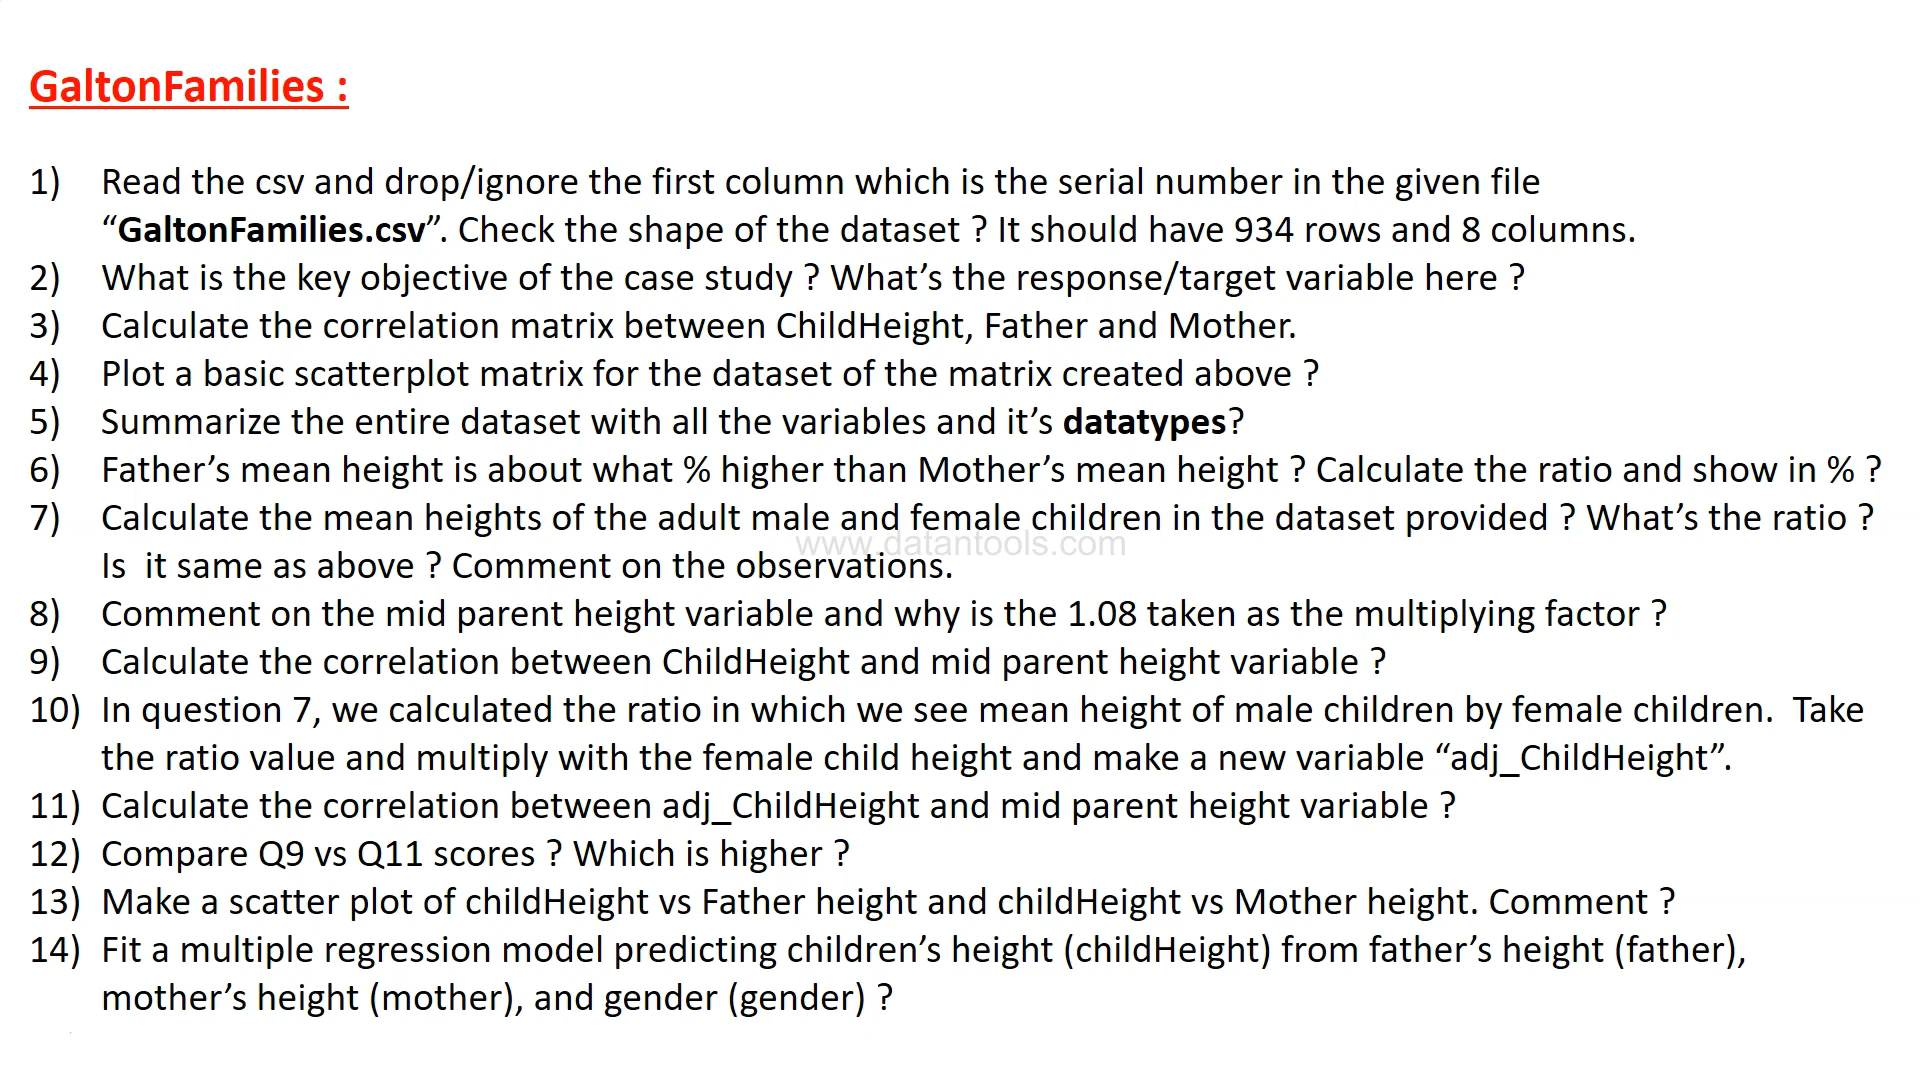 GaltonFamilies :
1) Read the csv and drop/ignore the first column which is the serial number in the given file
“GaltonFamilies.csv”. Check the shape of the dataset ? It should have 934 rows and 8 columns.
2) What is the key objective of the case study ? What’s the response/target variable here ?
3) Calculate the correlation matrix between ChildHeight, Father and Mother.
4) Plot a basic scatterplot matrix for the dataset of the matrix created above ?
5) Summarize the entire dataset with all the variables and it’s datatypes?
6) Father’s mean height is about what % higher than Mother’s mean height ? Calculate the ratio and show in % ?
7) Calculate the mean heights of the adult male and female children in the dataset provided ? What’s the ratio ?
www.datantools.com
Is it same as above ? Comment on the observations.
8) Comment on the mid parent height variable and why is the 1.08 taken as the multiplying factor ?
9) Calculate the correlation between ChildHeight and mid parent height variable ?
10) In question 7, we calculated the ratio in which we see mean height of male children by female children. Take
the ratio value and multiply with the female child height and make a new variable “adj_ChildHeight”.
11) Calculate the correlation between adj_ChildHeight and mid parent height variable ?
12) Compare Q9 vs Q11 scores ? Which is higher ?
13) Make a scatter plot of childHeight vs Father height and childHeight vs Mother height. Comment ?
14) Fit a multiple regression model predicting children’s height (childHeight) from father’s height (father),
mother’s height (mother), and gender (gender) ?